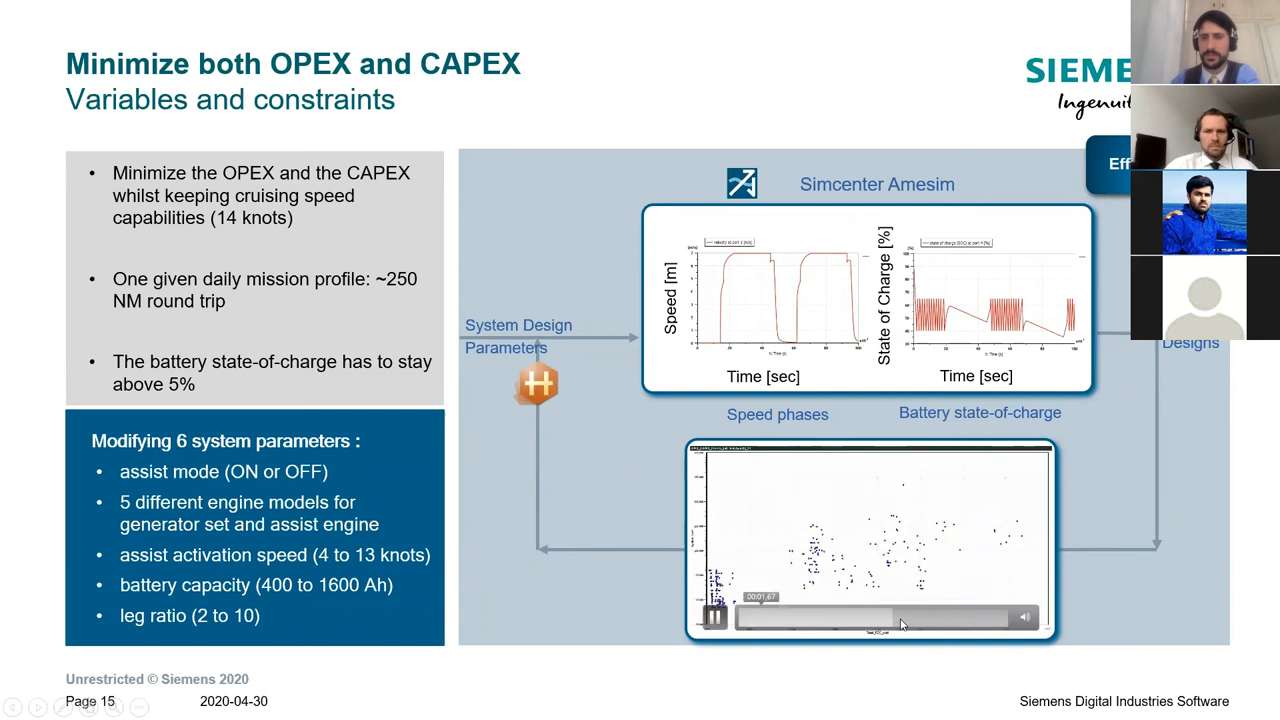 Minimize both OPEX and CAPEX
Variables and constraints
SIEME
Ingenuit
• Minimize the OPEX and the CAPEX
whilst keeping cruising speed
capabilities (14 knots)
• One given daily mission profile: ~250
NM round trip
• The battery state-of-charge has to stay
above 5%
Modifying 6 system parameters :
• assist mode (ON or OFF)
• 5 different engine models for
generator set and assist engine
• assist activation speed (4 to 13 knots)
• battery capacity (400 to 1600 Ah)
• leg ratio (2 to 10)
System Design
Parameters
Simcenter Amesim
Eff
Speed [m]
Time [sec]
State of Charge [%]
Time [sec]
Speed phases
Battery state-of-charge
Designs
00:01,67
Unrestricted © Siemens 2020
Page 15
2020-04-30
Siemens Digital Industries Software